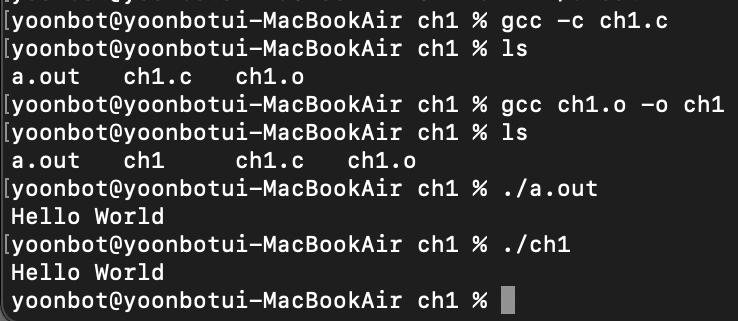 [yoonbot@yoonbotui-MacBookAir ch1 % gcc -c ch1.c
[yoonbot@yoonbotui-MacBookAir ch1 % ls
a.out   ch1.c   ch1.o
[yoonbot@yoonbotui-MacBookAir ch1 % gcc ch1.o -o ch1
[yoonbot@yoonbotui-MacBookAir ch1 % ls
a.out   ch1     ch1.c   ch1.o
[yoonbot@yoonbotui-MacBookAir ch1 % ./a.out
Hello World
[yoonbot@yoonbotui-MacBookAir ch1 % ./ch1
Hello World
yoonbot@yoonbotui-MacBookAir ch1 %